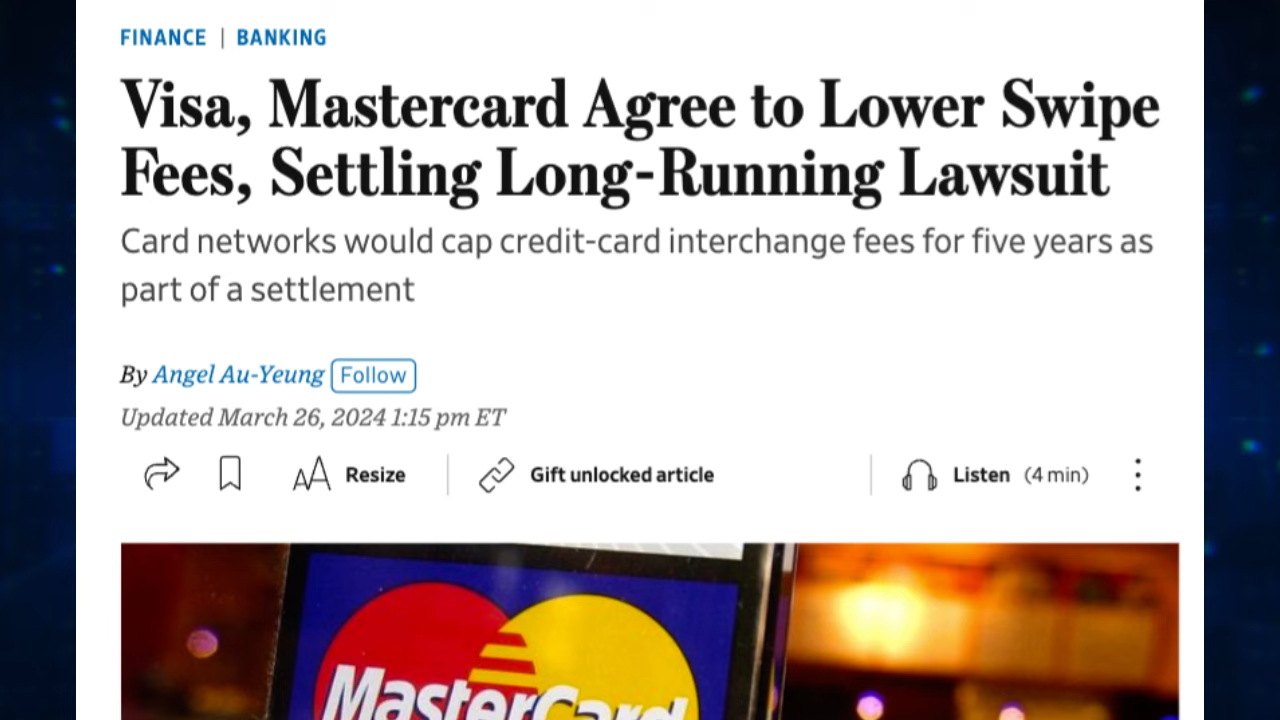 FINANCE | BANKING
Visa, Mastercard Agree to Lower Swipe
Fees, Settling Long-Running Lawsuit
Card networks would cap credit-card interchange fees for five years as
part of a settlement
By Angel Au-Yeung Follow
Updated March 26, 2024 1:15 pm ET
AA Resize Gift unlocked article Listen (4 min)
MasterCard